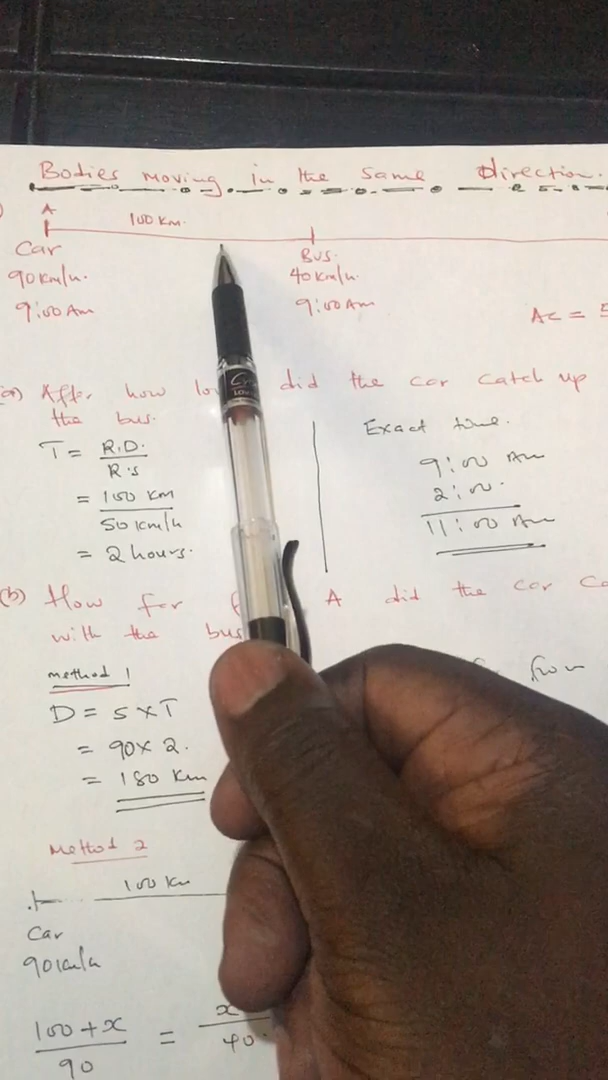 Bodies moving in the same direction.
A
100 km.
Car
Bus.
90 km/h.
40 km/h
9:00 Am
9:00 Am
Ac =
(a) After how did the car catch up
the bus.
T = R.D.
R.s
= 100 km
50 km/h
= 2 hours.
Exact time.
9:00 Am
2:00.
11:00 Am
(b) How far A did the car
with the bus
from
method 1
D = S x T
= 90 x 2.
= 180 km
Method 2
100 km
Car
90 km/h
100 + x = x
90 40.